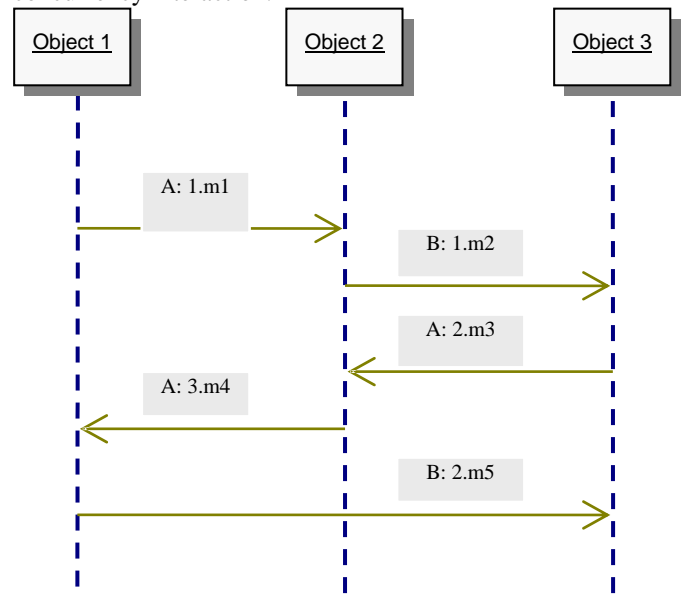 Object 1
Object 2
Object 3
A: 1.m1
B: 1.m2
A: 2.m3
A: 3.m4
B: 2.m5